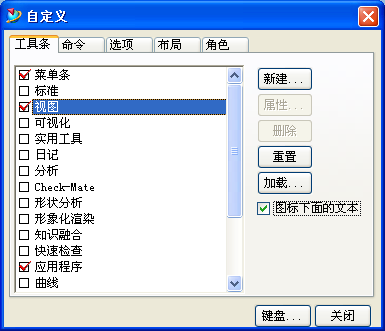 自定义
工具条 命令 选项 布局 角色
菜单条
标准
视图
可视化
实用工具
日记
分析
Check-Mate
形状分析
形象化渲染
知识融合
快速检查
应用程序
曲线
新建...
属性...
删除
重置
加载...
图标下面的文本
键盘... 关闭